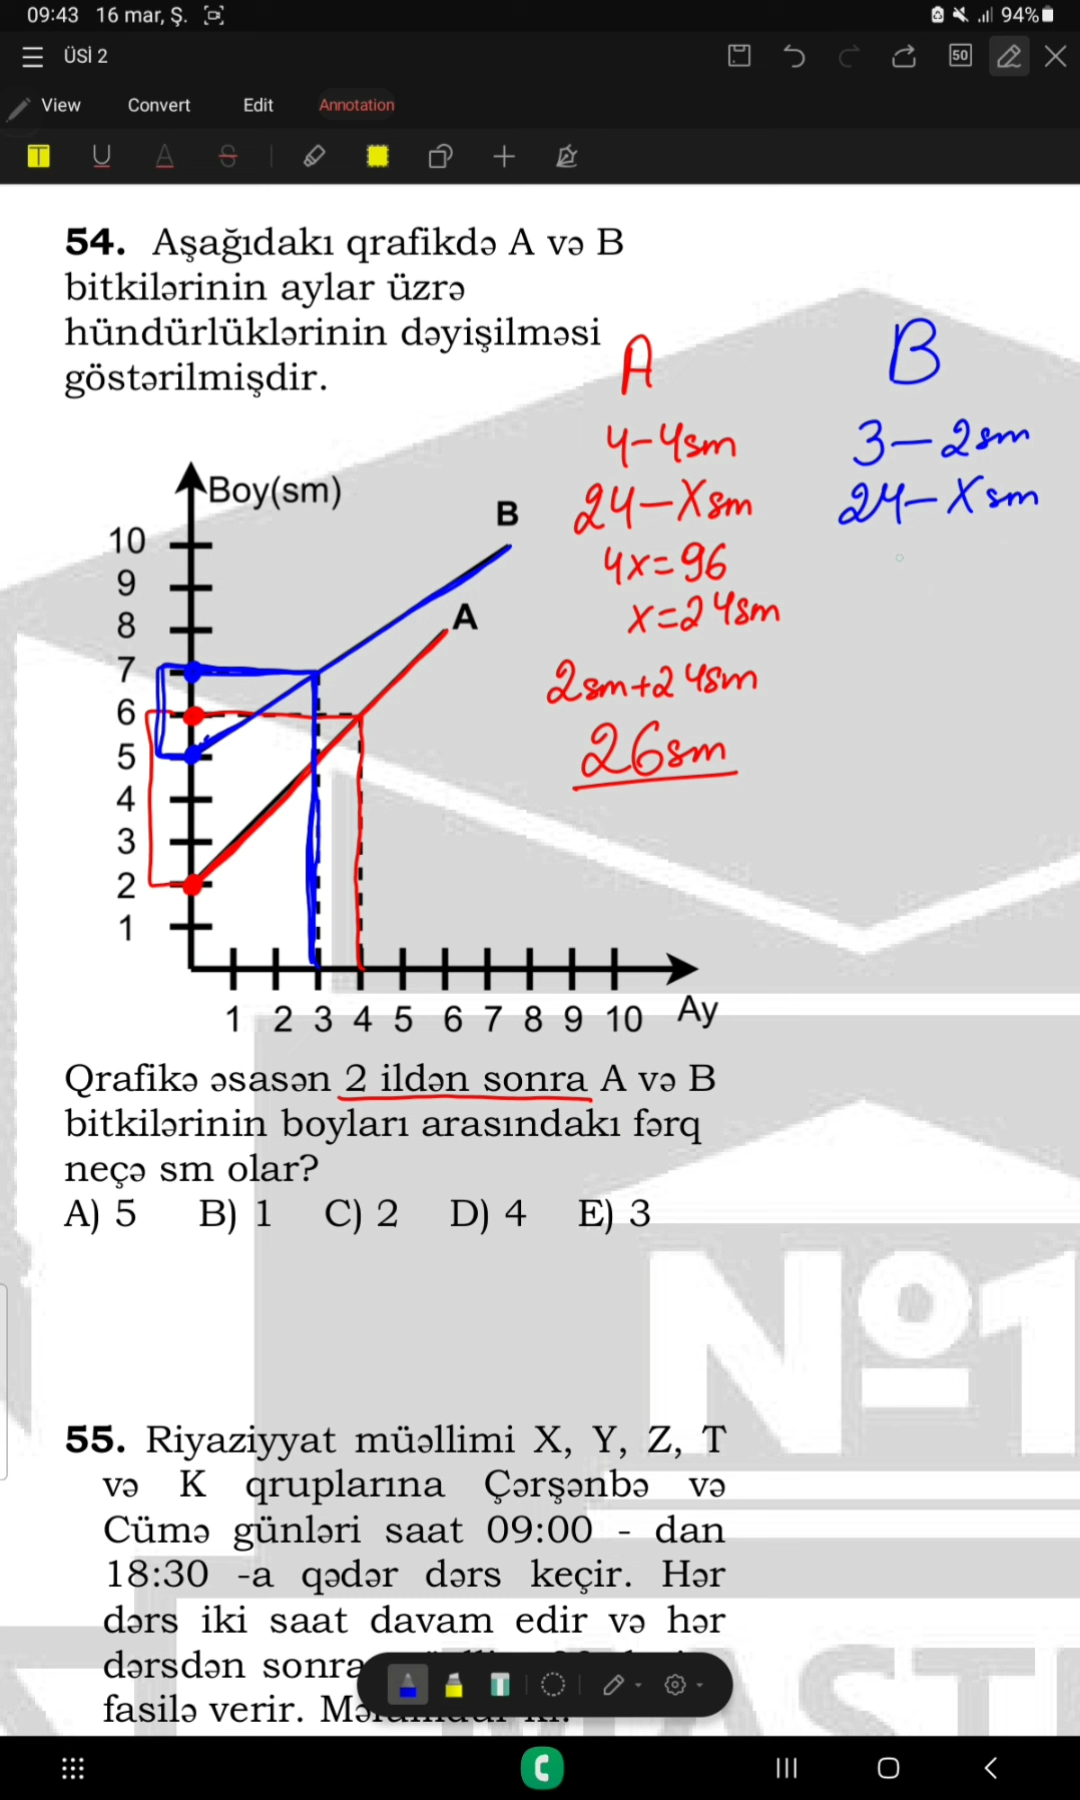 09:43 16 mar, Ş. 94%
ÜSİ 2 50
View Convert Edit Annotation
T U A S
54. Aşağıdakı qrafikdə A və B
bitkilərinin aylar üzrə
hündürlüklərinin dəyişilməsi
göstərilmişdir.
A
4-4sm
24-Xsm
4x=96
x=24sm
2sm+24sm
26sm
B
3-2sm
24-Xsm
Boy(sm)
B
A
10
9
8
7
6
5
4
3
2
1
1 2 3 4 5 6 7 8 9 10 Ay
Qrafikə əsasən 2 ildən sonra A və B
bitkilərinin boyları arasındakı fərq
neçə sm olar?
A) 5 B) 1 C) 2 D) 4 E) 3
Nº1
55. Riyaziyyat müəllimi X, Y, Z, T
və K qruplarına Çərşənbə və
Cümə günləri saat 09:00 - dan
18:30 -a qədər dərs keçir. Hər
dərs iki saat davam edir və hər
dərsdən sonra
fasilə verir.